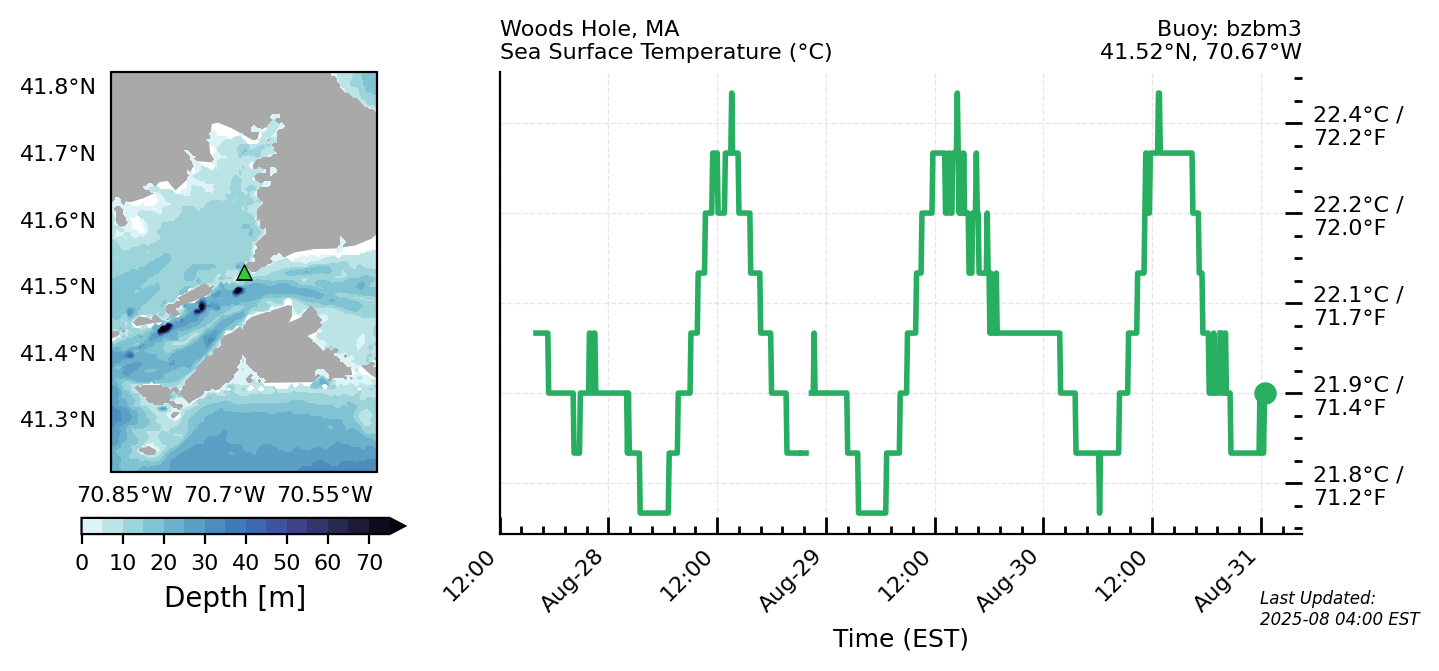 Woods Hole, MA
Sea Surface Temperature (°C)
Buoy: bzbm3
41.52°N, 70.67°W
41.8°N
41.7°N
41.6°N
41.5°N
41.4°N
41.3°N
70.85°W 70.7°W 70.55°W
0 10 20 30 40 50 60 70
Depth [m]
22.4°C /
72.2°F
22.2°C /
72.0°F
22.1°C /
71.7°F
21.9°C /
71.4°F
21.8°C /
71.2°F
12:00 Aug-28 12:00 Aug-29 12:00 Aug-30 12:00 Aug-31
Time (EST)
Last Updated:
2025-08 04:00 EST